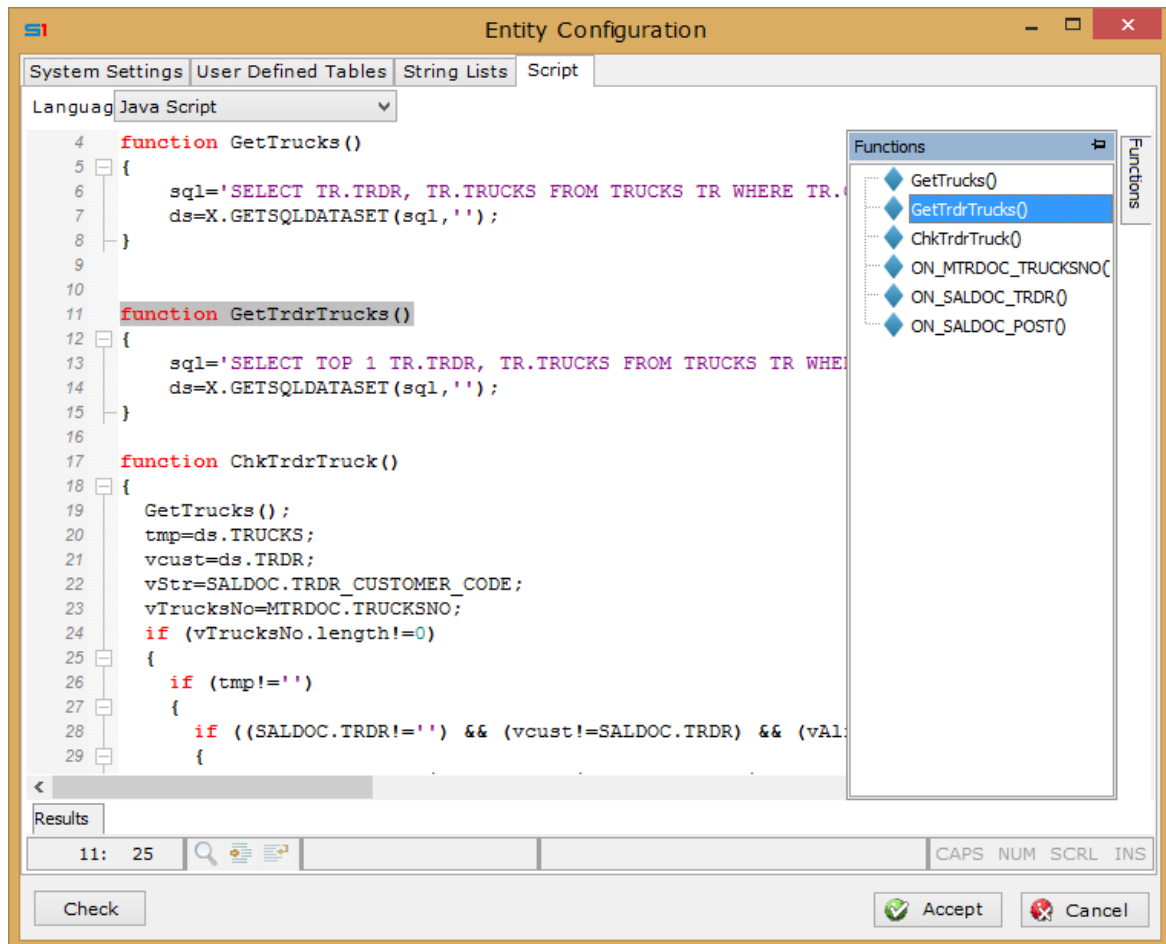 S1
Entity Configuration
System Settings User Defined Tables String Lists Script
Languag Java Script
4 function GetTrucks()
5 {
6 sql='SELECT TR.TRDR, TR.TRUCKS FROM TRUCKS TR WHERE TR.
7 ds=X.GETSQLDATASET(sql,'');
8 }
9
10
11 function GetTrdrTrucks()
12 {
13 sql='SELECT TOP 1 TR.TRDR, TR.TRUCKS FROM TRUCKS TR WHE
14 ds=X.GETSQLDATASET(sql,'');
15 }
16
17 function ChkTrdrTruck()
18 {
19 GetTrucks();
20 tmp=ds.TRUCKS;
21 vcust=ds.TRDR;
22 vStr=SALDOC.TRDR_CUSTOMER_CODE;
23 vTrucksNo=MTRDOC.TRUCKSNO;
24 if (vTrucksNo.length!=0)
25 {
26 if (tmp!='')
27 {
28 if ((SALDOC.TRDR!='') && (vcust!=SALDOC.TRDR) && (vAl
29 {
Functions
GetTrucks()
GetTrdrTrucks()
ChkTrdrTruck()
ON_MTRDOC_TRUCKSNO(
ON_SALDOC_TRDR()
ON_SALDOC_POST()
Functions
Results
11: 25 CAPS NUM SCRL INS
Check Accept Cancel